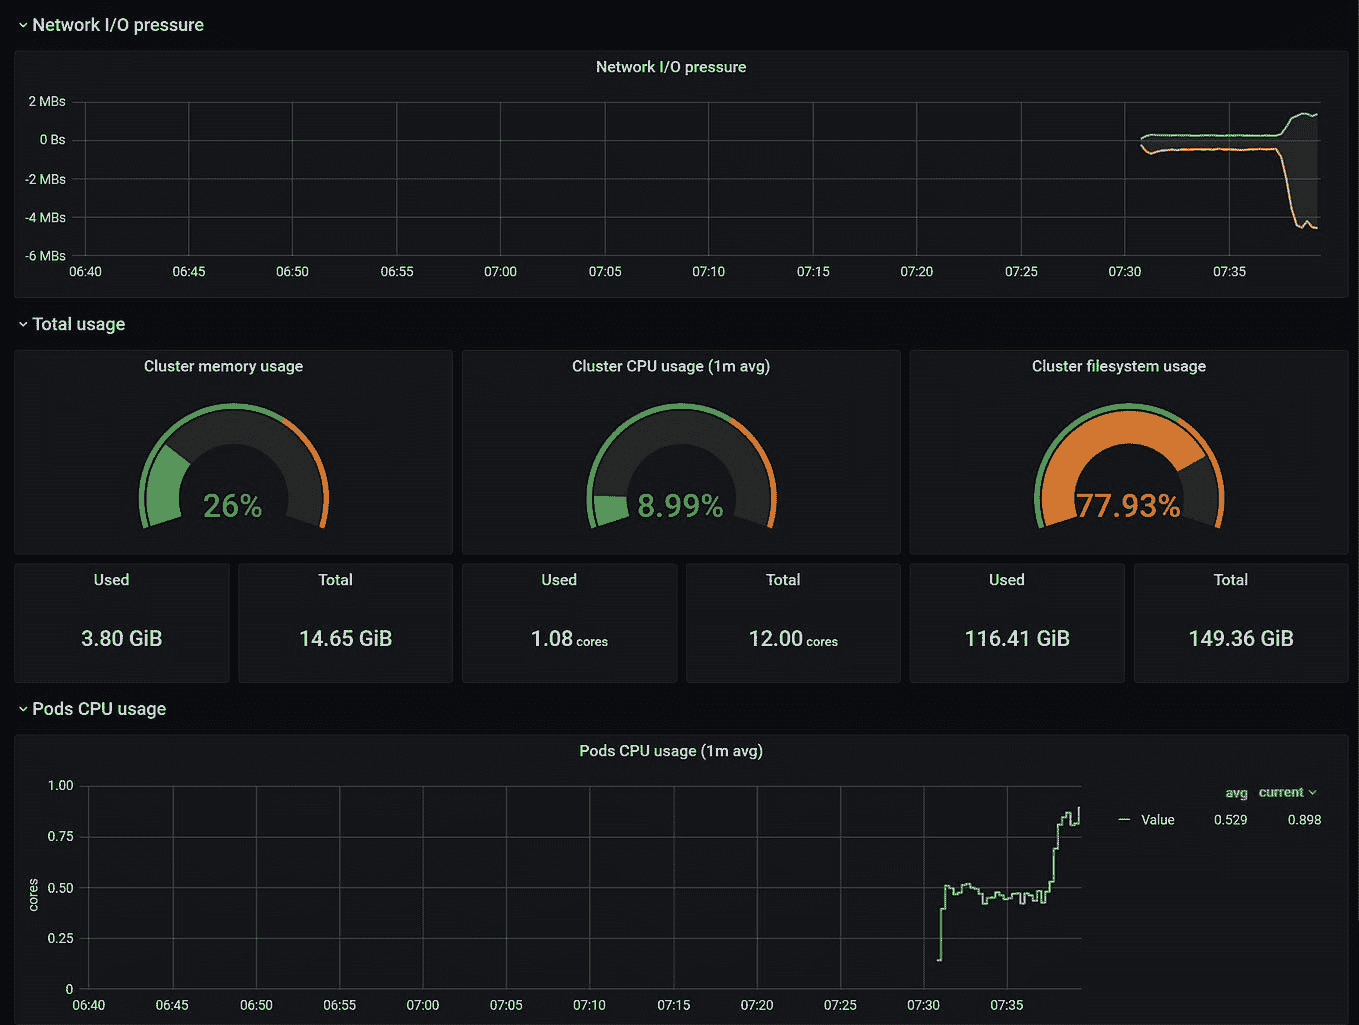 Network I/O pressure
Network I/O pressure
2 MBs
0 Bs
-2 MBs
-4 MBs
-6 MBs
06:40 06:45 06:50 06:55 07:00 07:05 07:10 07:15 07:20 07:25 07:30 07:35
Total usage
Cluster memory usage Cluster CPU usage (1m avg) Cluster filesystem usage
26% 8.99% 77.93%
Used Total Used Total Used Total
3.80 GiB 14.65 GiB 1.08 cores 12.00 cores 116.41 GiB 149.36 GiB
Pods CPU usage
Pods CPU usage (1m avg)
1.00
0.75
0.50
0.25
0
cores
06:40 06:45 06:50 06:55 07:00 07:05 07:10 07:15 07:20 07:25 07:30 07:35
avg current
Value 0.529 0.898